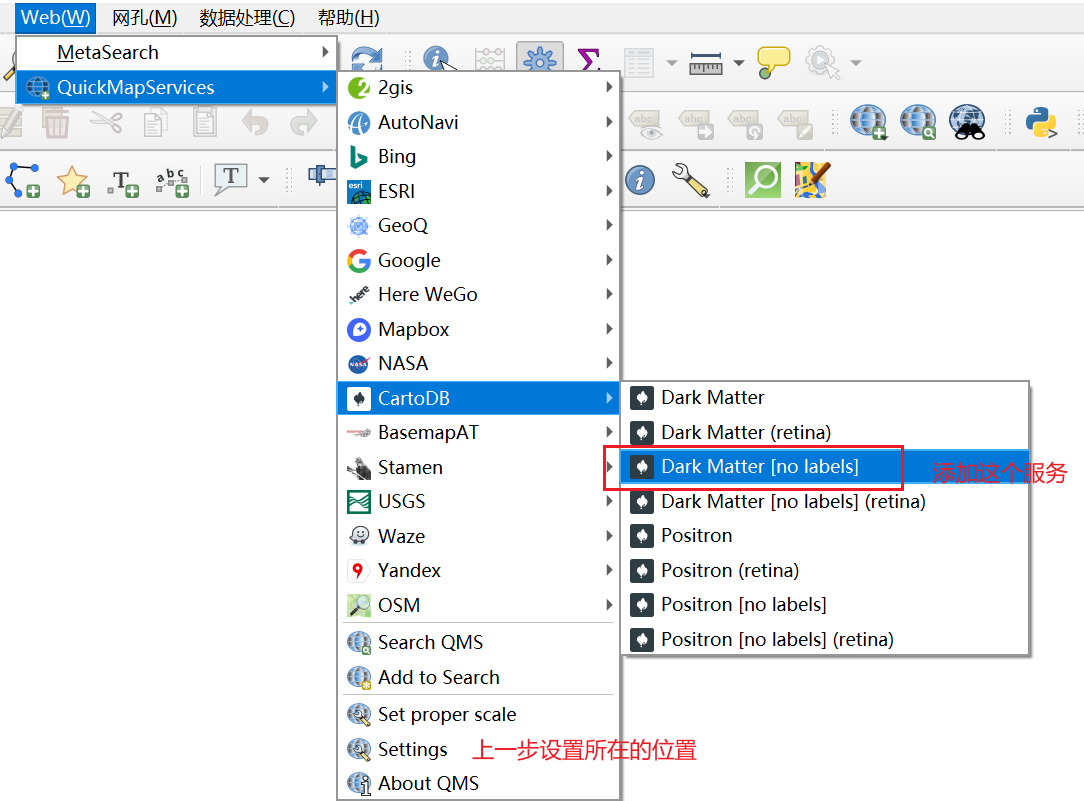 Web(W) 网孔(M) 数据处理(C) 帮助(H)
MetaSearch
QuickMapServices
2gis
AutoNavi
Bing
ESRI
GeoQ
Google
Here WeGo
Mapbox
NASA
CartoDB
BasemapAT
Stamen
USGS
Waze
Yandex
OSM
Search QMS
Add to Search
Set proper scale
Settings 上一步设置所在的位置
About QMS
Dark Matter
Dark Matter (retina)
Dark Matter [no labels] 添加这个服务
Dark Matter [no labels] (retina)
Positron
Positron (retina)
Positron [no labels]
Positron [no labels] (retina)